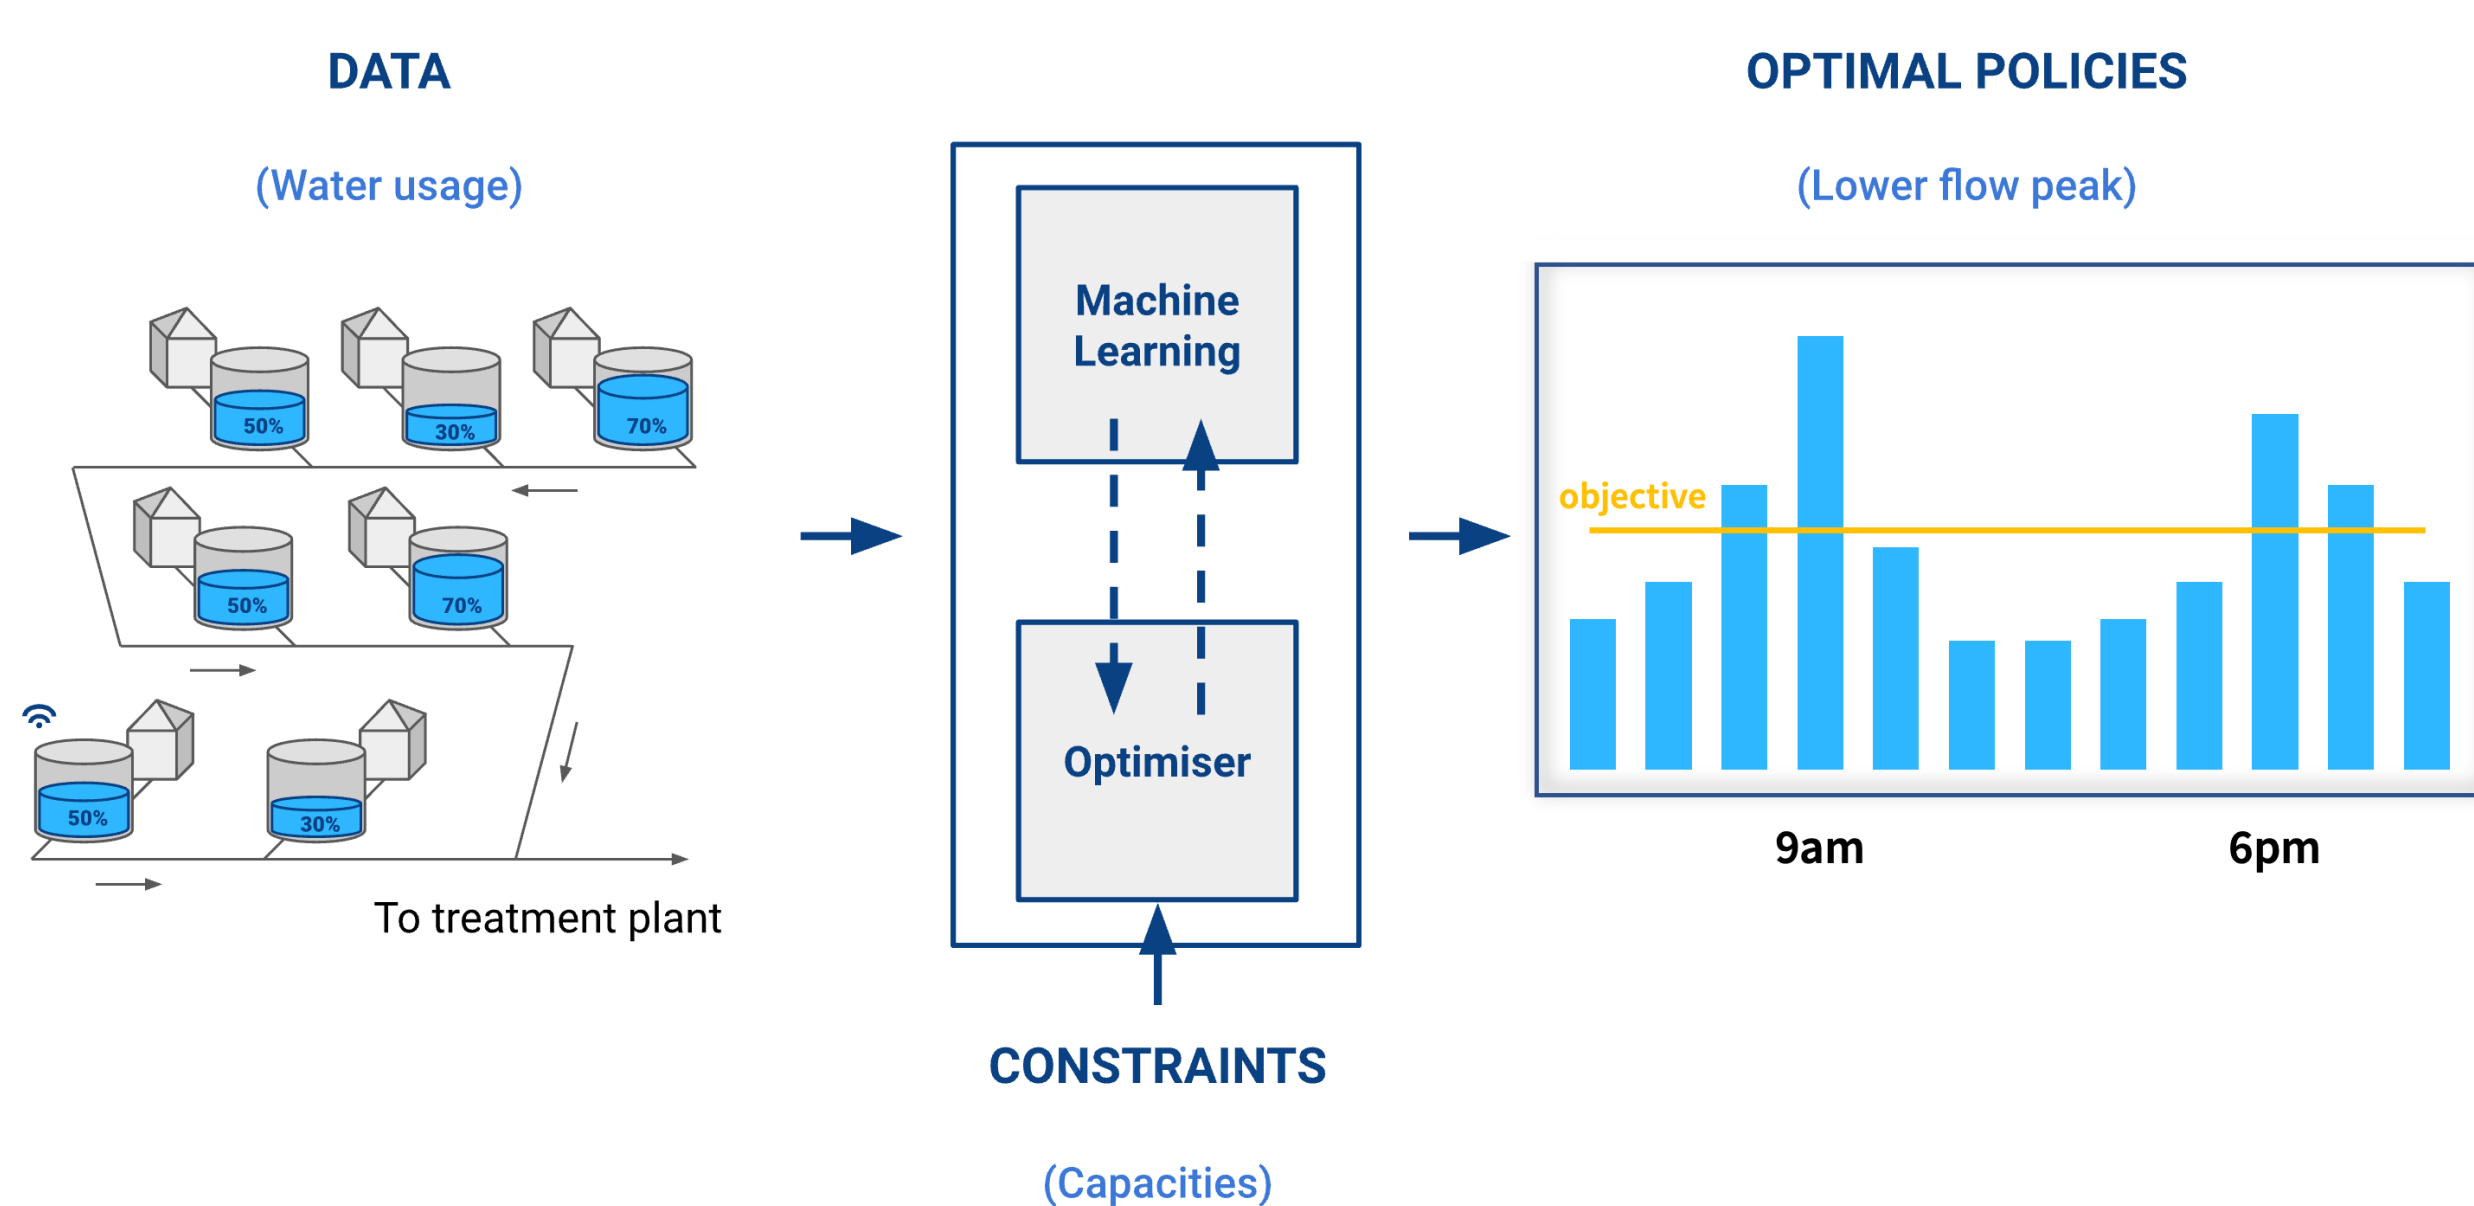 DATA
(Water usage)
50%
30%
70%
50%
70%
50%
30%
To treatment plant
Machine
Learning
Optimiser
CONSTRAINTS
(Capacities)
OPTIMAL POLICIES
(Lower flow peak)
objective
9am
6pm